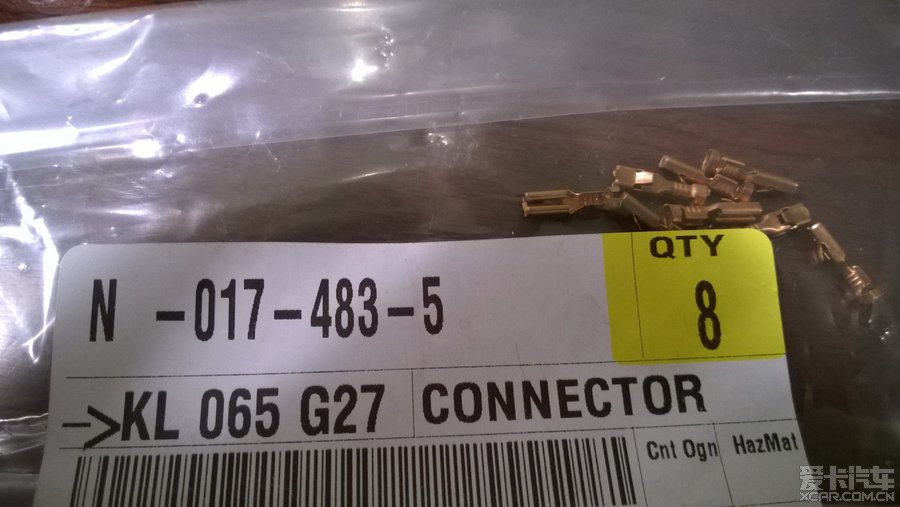 N -017-483-5
QTY
8
->KL 065 G27 CONNECTOR
Cnt Ogn HazMat
爱卡汽车
XCAR.COM.CN